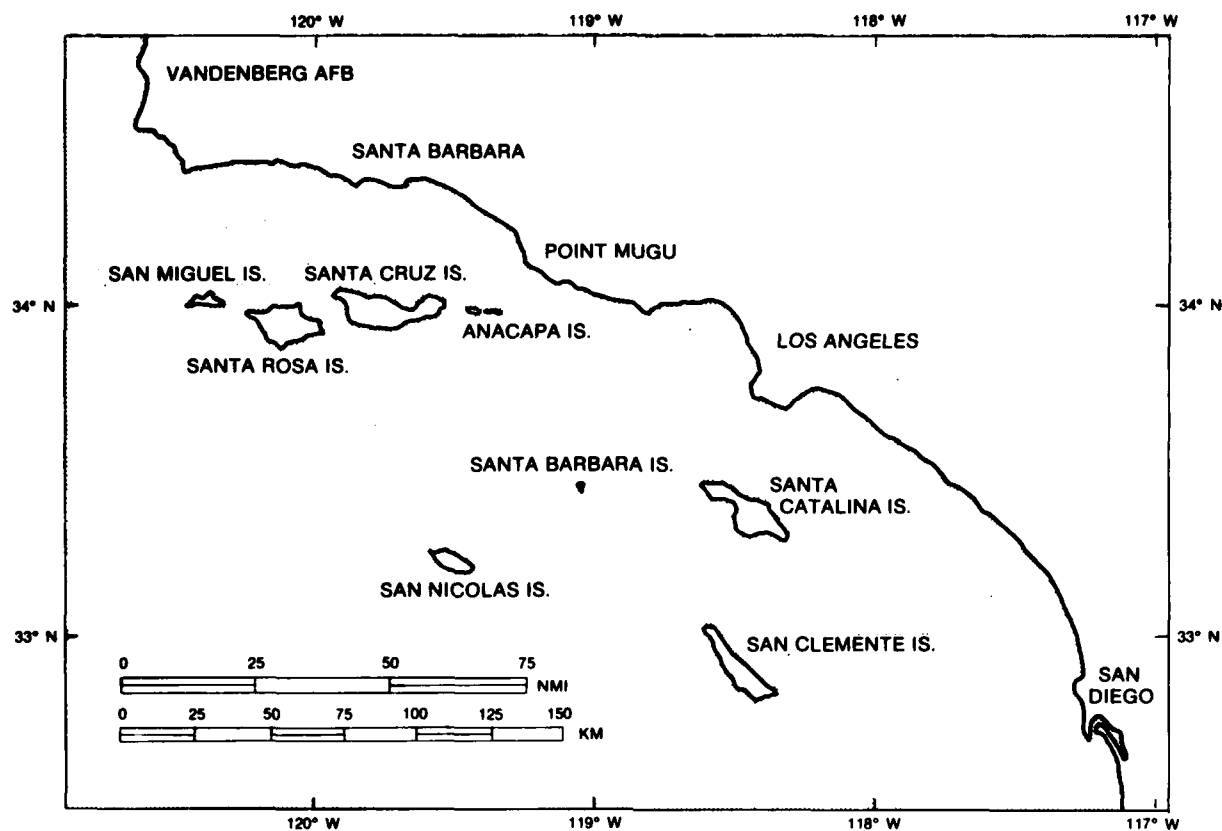 120° W 119° W 118° W 117° W
VANDENBERG AFB
SANTA BARBARA
POINT MUGU
SAN MIGUEL IS. SANTA CRUZ IS.
34° N 34° N
ANACAPA IS.
LOS ANGELES
SANTA ROSA IS.
SANTA BARBARA IS.
SANTA
CATALINA IS.
SAN NICOLAS IS.
33° N 33° N
SAN CLEMENTE IS.
0 25 50 75
NMI
SAN
DIEGO
0 25 50 75 100 125 150
KM
120° W 119° W 118° W 117° W